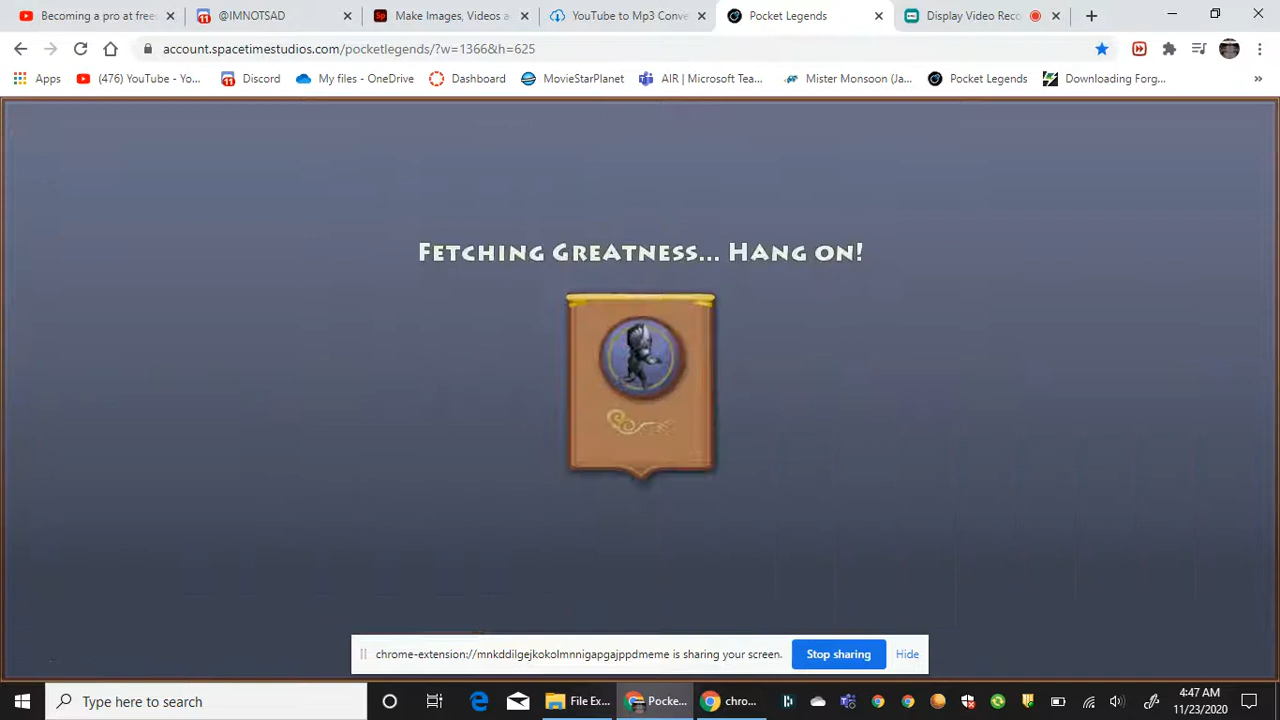 Becoming a pro at free
@IMNOTSAD
Make Images, Videos a
YouTube to Mp3 Conve
Pocket Legends
Display Video Reco
account.spacetimestudios.com/pocketlegends/?w=1366&h=625
Apps
(476) YouTube - Yo...
Discord
My files - OneDrive
Dashboard
MovieStarPlanet
AIR | Microsoft Tea...
Mister Monsoon (Ja...
Pocket Legends
Downloading Forg...
»
Fetching Greatness... Hang on!
chrome-extension://mnkddilgejkokolmnnigapgajppdmeme is sharing your screen.
Stop sharing
Hide
Type here to search
File Ex...
Pocke...
chro...
4:47 AM
11/23/2020